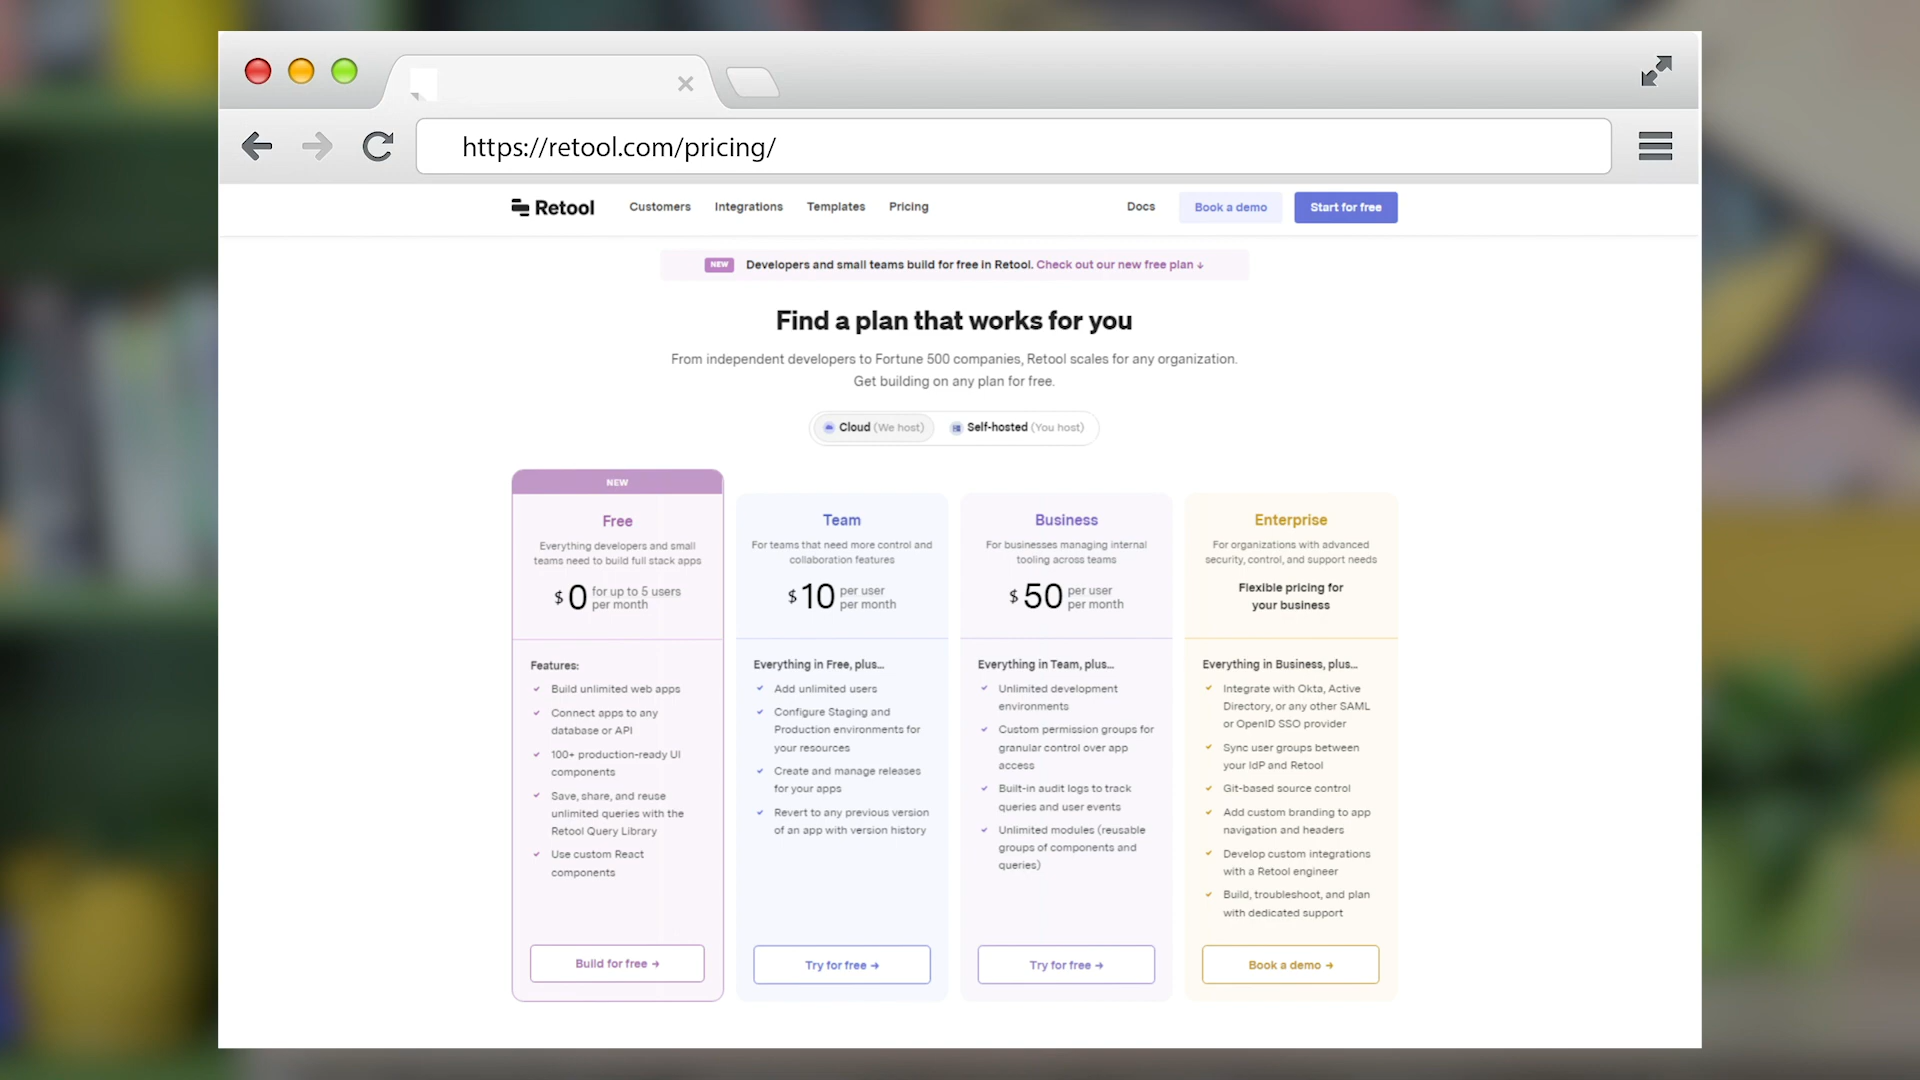 https://retool.com/pricing/
Retool
Customers
Integrations
Templates
Pricing
Docs
Book a demo
Start for free
NEW
Developers and small teams build for free in Retool. Check out our new free plan ↓
Find a plan that works for you
From independent developers to Fortune 500 companies, Retool scales for any organization.
Get building on any plan for free.
Cloud (We host)
Self-hosted (You host)
NEW
Free
Everything developers and small
teams need to build full stack apps
$ 0 for up to 5 users
per month
Features:
Build unlimited web apps
Connect apps to any
database or API
100+ production-ready UI
components
Save, share, and reuse
unlimited queries with the
Retool Query Library
Use custom React
components
Build for free →
Team
For teams that need more control and
collaboration features
$ 10 per user
per month
Everything in Free, plus...
Add unlimited users
Configure Staging and
Production environments for
your resources
Create and manage releases
for your apps
Revert to any previous version
of an app with version history
Try for free →
Business
For businesses managing internal
tooling across teams
$ 50 per user
per month
Everything in Team, plus...
Unlimited development
environments
Custom permission groups for
granular control over app
access
Built-in audit logs to track
queries and user events
Unlimited modules (reusable
groups of components and
queries)
Try for free →
Enterprise
For organizations with advanced
security, control, and support needs
Flexible pricing for
your business
Everything in Business, plus...
Integrate with Okta, Active
Directory, or any other SAML
or OpenID SSO provider
Sync user groups between
your IdP and Retool
Git-based source control
Add custom branding to app
navigation and headers
Develop custom integrations
with a Retool engineer
Build, troubleshoot, and plan
with dedicated support
Book a demo →